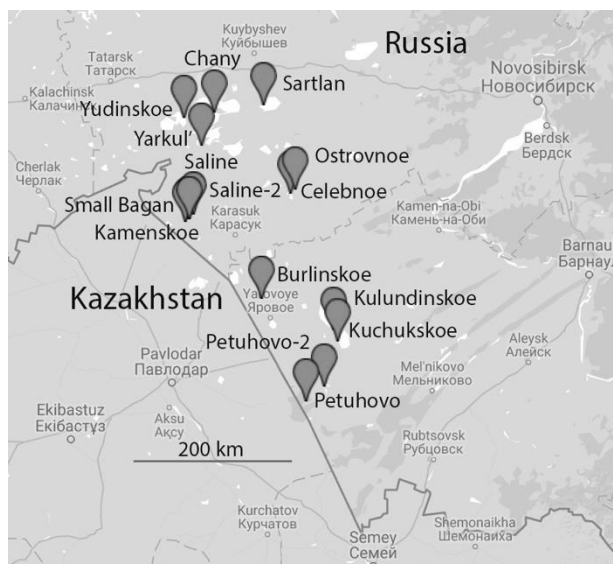 Kuybyshev
Куйбышев
Russia
Tatarsk
Татарск
Chany
Kalachinsk
Калачинск
Sartlan
Novosibirsk
Новосибирск
Yudinskoe
Yarkul'
Berdsk
Бердск
Cherlak
Черлак
Saline
Ostrovnoe
Saline-2
Celebnoe
Small Bagan
Kamenskoe
Karasuk
Карасук
Kamen-na-Obi
Камень-на-Оби
Barnaul
Барнаул
Burlinskoe
Yarovoye
Яровое
Kazakhstan
Kulundinskoe
Kuchukskoe
Petuhovo-2
Aleysk
Алейск
Pavlodar
Павлодар
Mel'nikovo
Мельниково
Petuhovo
Aksu
Ақсу
Ekibastuz
Екібастұз
Rubtsovsk
Рубцовск
200 km
Kurchatov
Курчатов
Semey
Семей
Shemonaikha
Шемонаиха